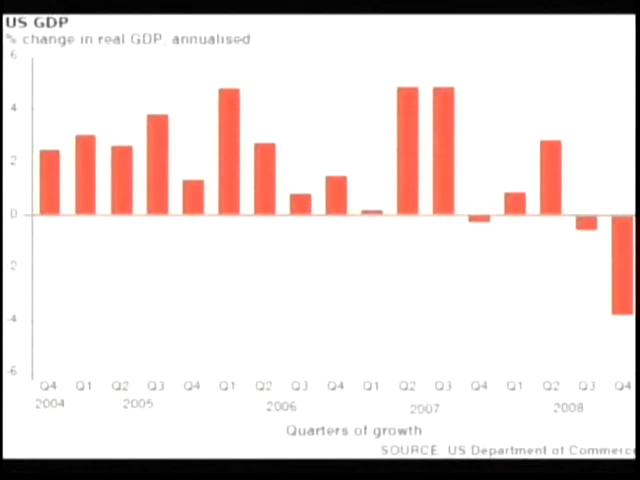 US GDP
% change in real GDP, annualised
6
4
2
0
-2
-4
-6
Q4 Q1 Q2 Q3 Q4 Q1 Q2 Q3 Q4 Q1 Q2 Q3 Q4 Q1 Q2 Q3 Q4
2004 2005 2006 2007 2008
Quarters of growth
SOURCE: US Department of Commerce